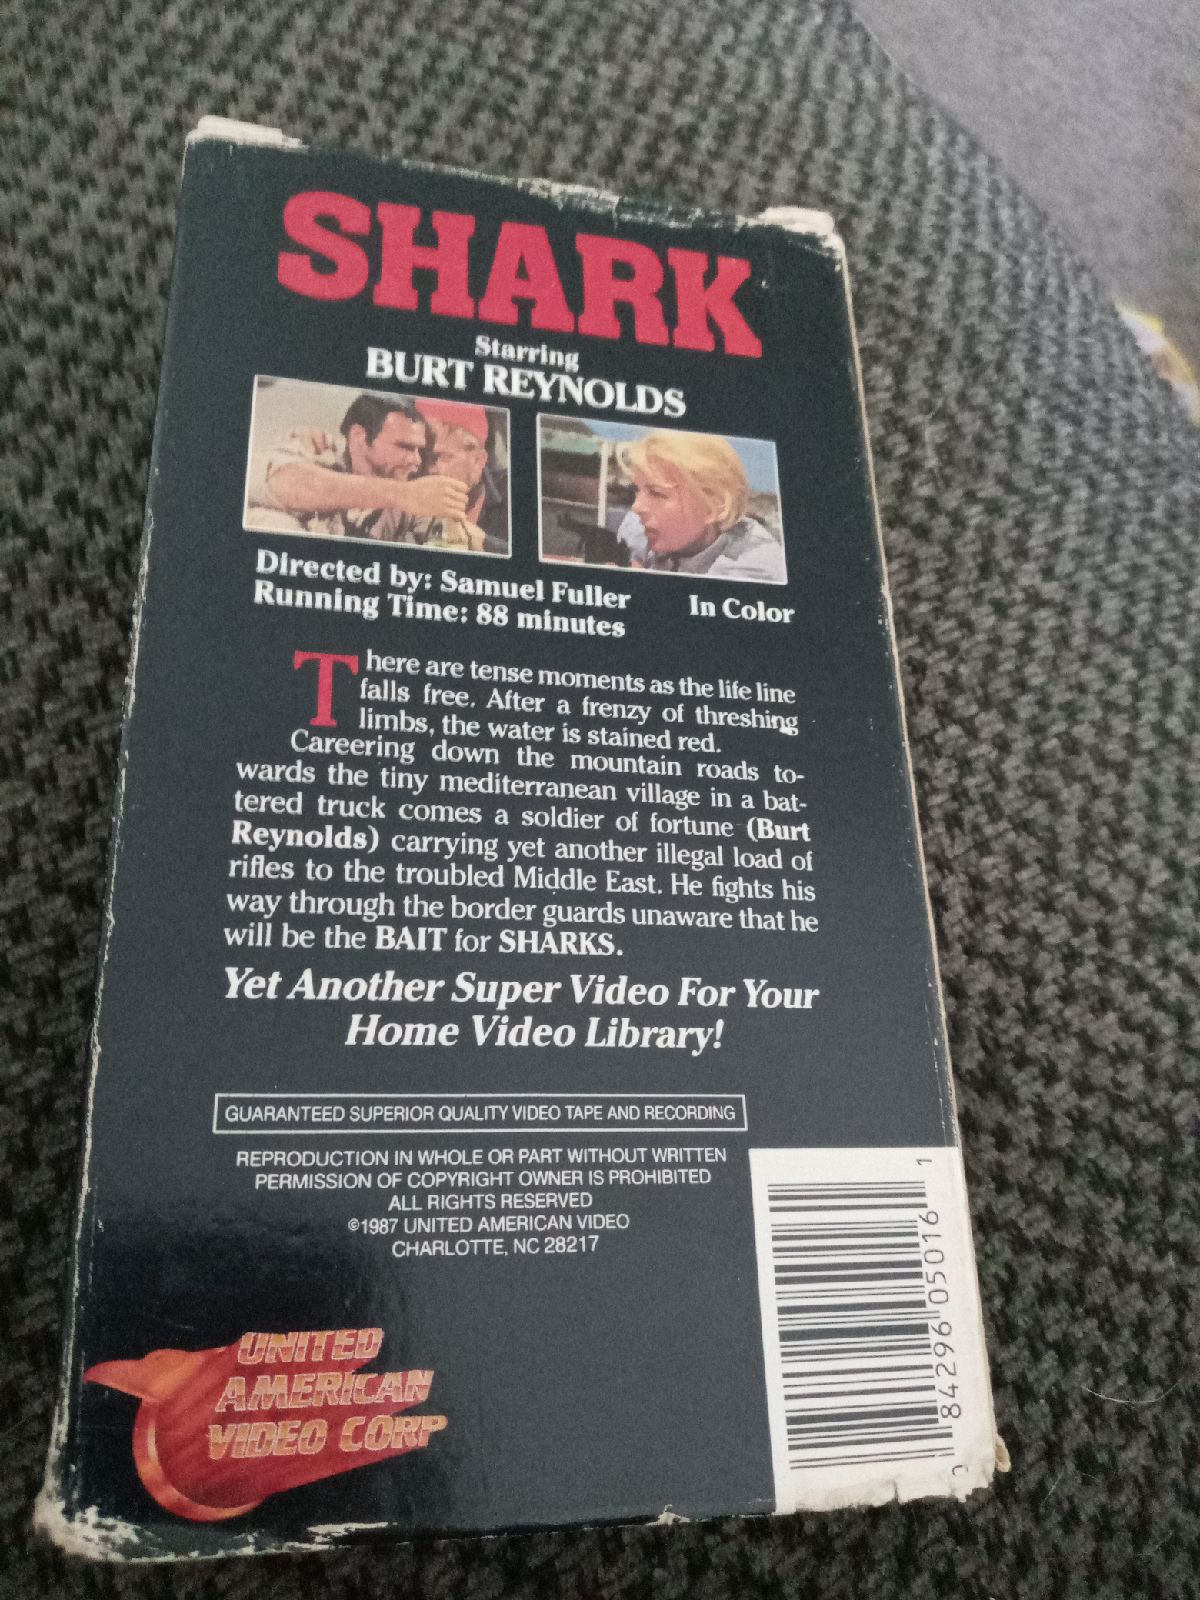 SHARK
Starring
BURT REYNOLDS
Directed by: Samuel Fuller
Running Time: 88 minutes
In Color
There are tense moments as the life line
falls free. After a frenzy of threshing
limbs, the water is stained red.
Careering down the mountain roads to-
wards the tiny mediterranean village in a bat-
tered truck comes a soldier of fortune (Burt
Reynolds) carrying yet another illegal load of
rifles to the troubled Middle East. He fights his
way through the border guards unaware that he
will be the BAIT for SHARKS.
Yet Another Super Video For Your
Home Video Library!
GUARANTEED SUPERIOR QUALITY VIDEO TAPE AND RECORDING
REPRODUCTION IN WHOLE OR PART WITHOUT WRITTEN
PERMISSION OF COPYRIGHT OWNER IS PROHIBITED
ALL RIGHTS RESERVED
©1987 UNITED AMERICAN VIDEO
CHARLOTTE, NC 28217
UNITED
AMERICAN
VIDEO CORP
0 84296 05016 1